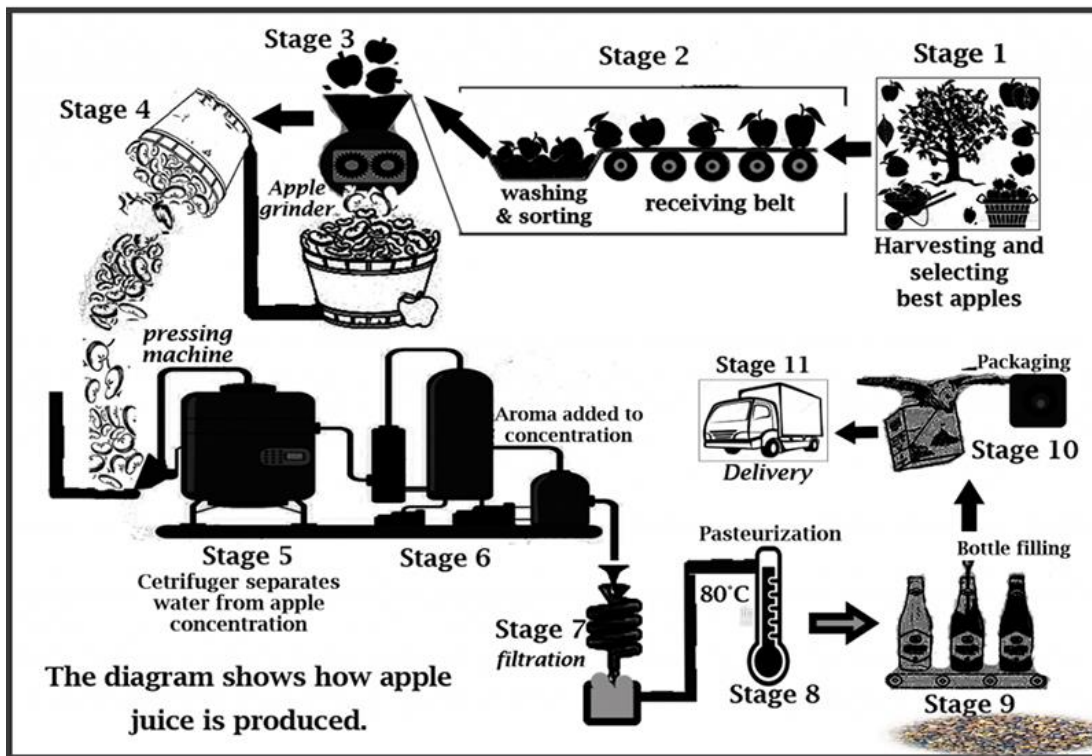 Stage 1
Harvesting and
selecting
best apples
Stage 2
washing
& sorting
receiving belt
Stage 3
Apple
grinder
Stage 4
pressing
machine
Stage 5
Cetrifuger separates
water from apple
concentration
Stage 6
Aroma added to
concentration
Stage 7
filtration
Pasteurization
80°C
Stage 8
Bottle filling
Stage 9
Packaging
Stage 10
Stage 11
Delivery
The diagram shows how apple
juice is produced.